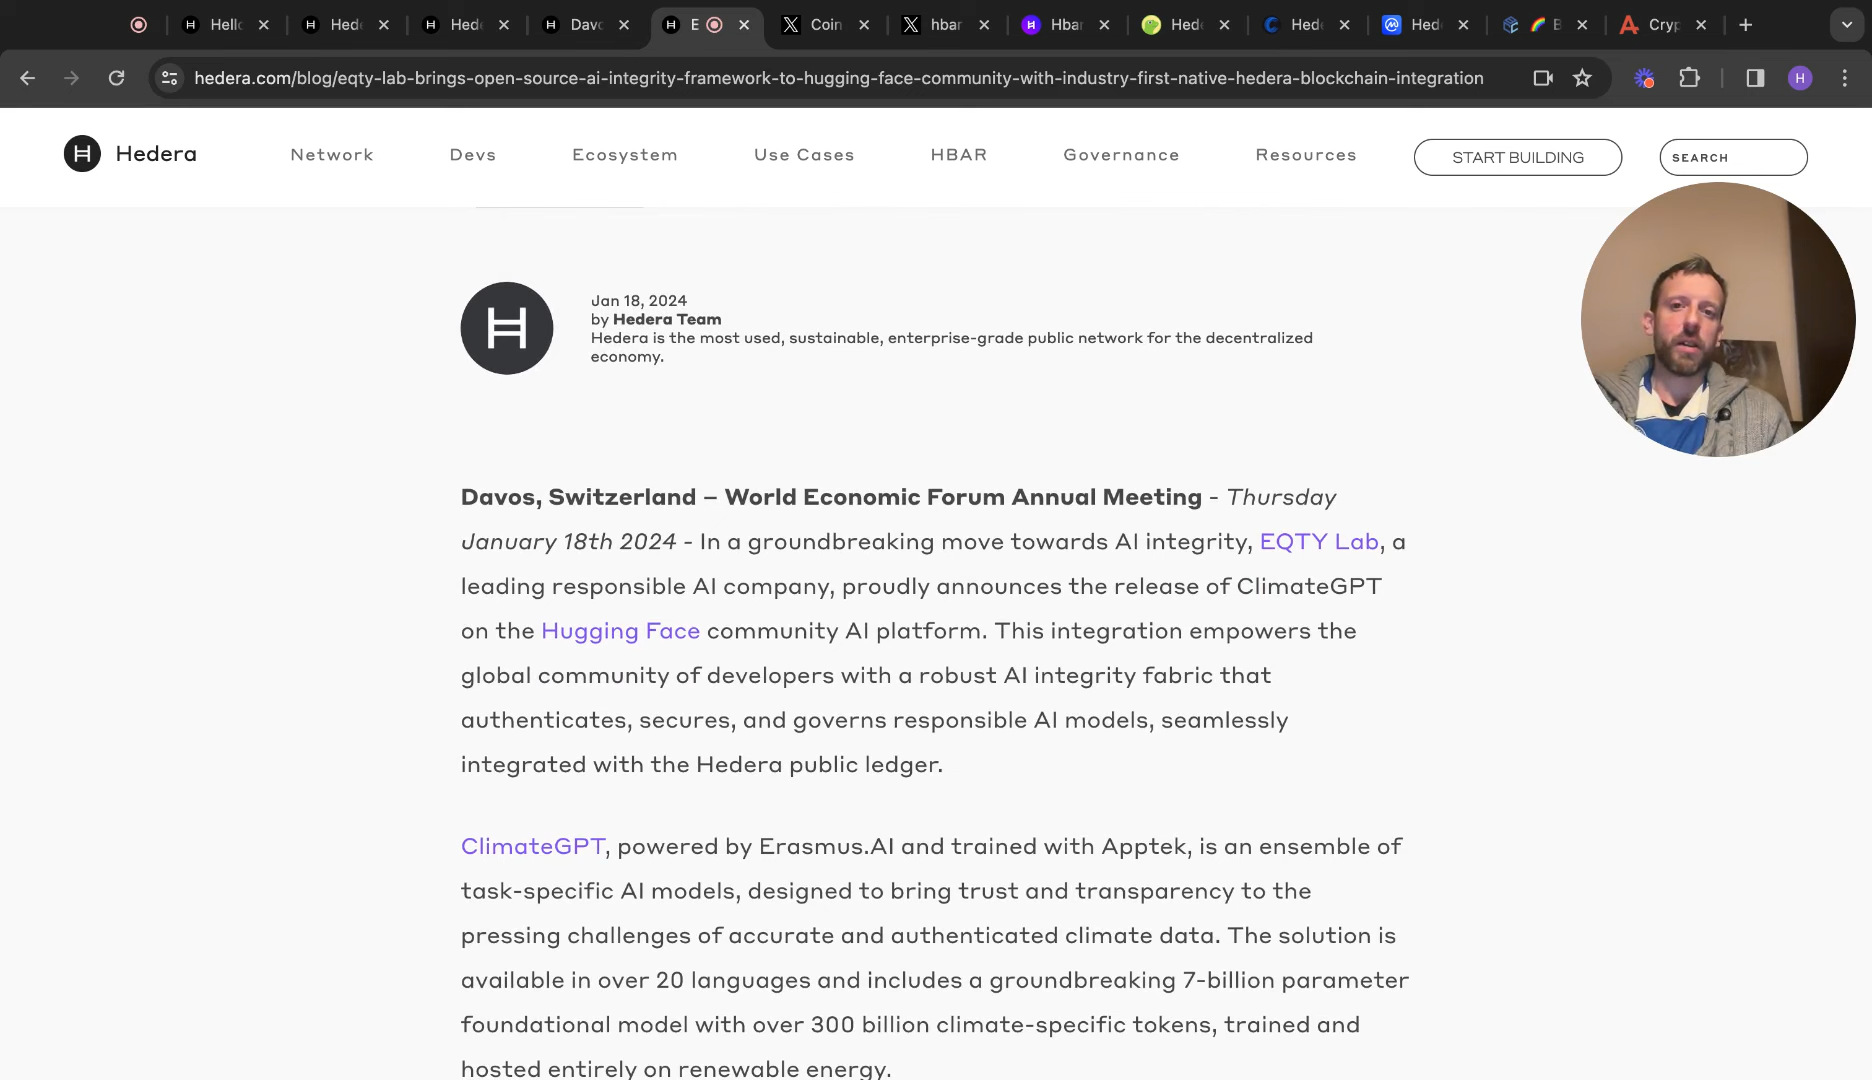 Hello
Hede
Hede
Davo
E
Coin
hbar
Hbar
Hede
Hede
Hede
B
Cryp
hedera.com/blog/eqty-lab-brings-open-source-ai-integrity-framework-to-hugging-face-community-with-industry-first-native-hedera-blockchain-integration
H
H Hedera
Network
Devs
Ecosystem
Use Cases
HBAR
Governance
Resources
START BUILDING
SEARCH
Jan 18, 2024
by Hedera Team
Hedera is the most used, sustainable, enterprise-grade public network for the decentralized
economy.
Davos, Switzerland – World Economic Forum Annual Meeting - Thursday
January 18th 2024 - In a groundbreaking move towards AI integrity, EQTY Lab, a
leading responsible AI company, proudly announces the release of ClimateGPT
on the Hugging Face community AI platform. This integration empowers the
global community of developers with a robust AI integrity fabric that
authenticates, secures, and governs responsible AI models, seamlessly
integrated with the Hedera public ledger.
ClimateGPT, powered by Erasmus.AI and trained with Apptek, is an ensemble of
task-specific AI models, designed to bring trust and transparency to the
pressing challenges of accurate and authenticated climate data. The solution is
available in over 20 languages and includes a groundbreaking 7-billion parameter
foundational model with over 300 billion climate-specific tokens, trained and
hosted entirely on renewable energy.